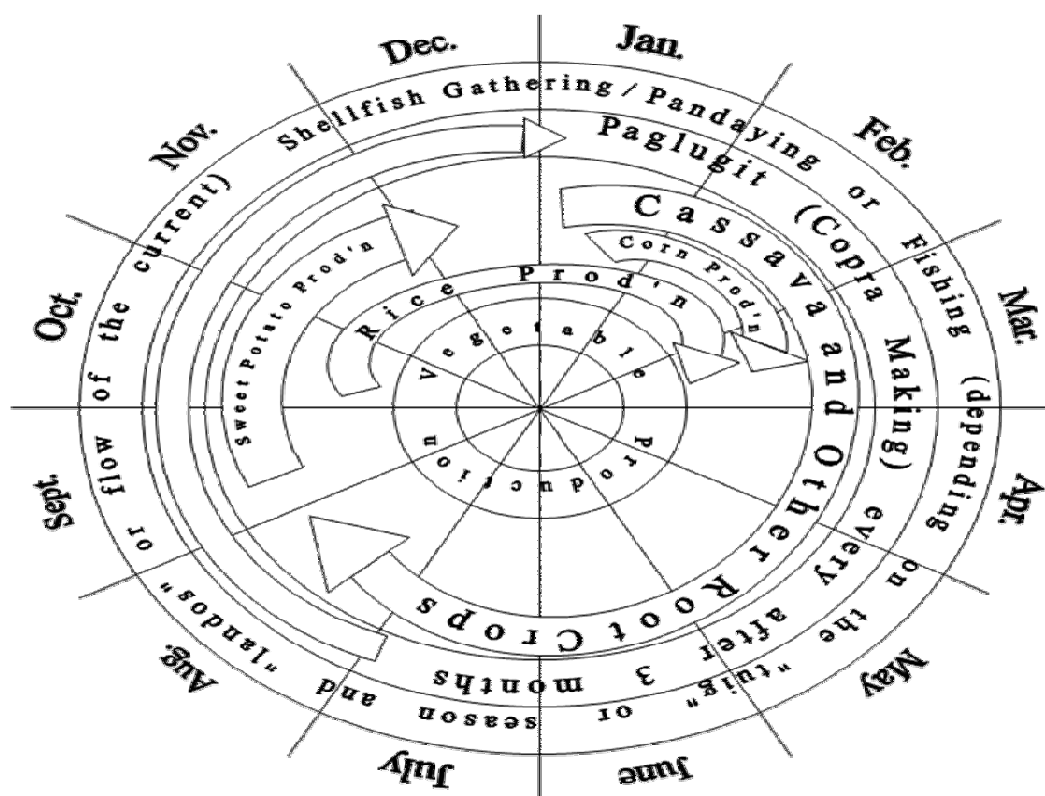 Jan.
Feb.
Mar.
Apr.
May
June
July
Aug.
Sept.
Oct.
Nov.
Dec.
Shellfish Gathering / Pandaying or Fishing (depending on the "tuig" or season and "landos" or flow of the current)
Paglugit (Copra Making) every after 3 months
Cassava and Other Root Crops
Corn Prod'n
Rice Prod'n
Sweet Potato Prod'n
Vegetable Production